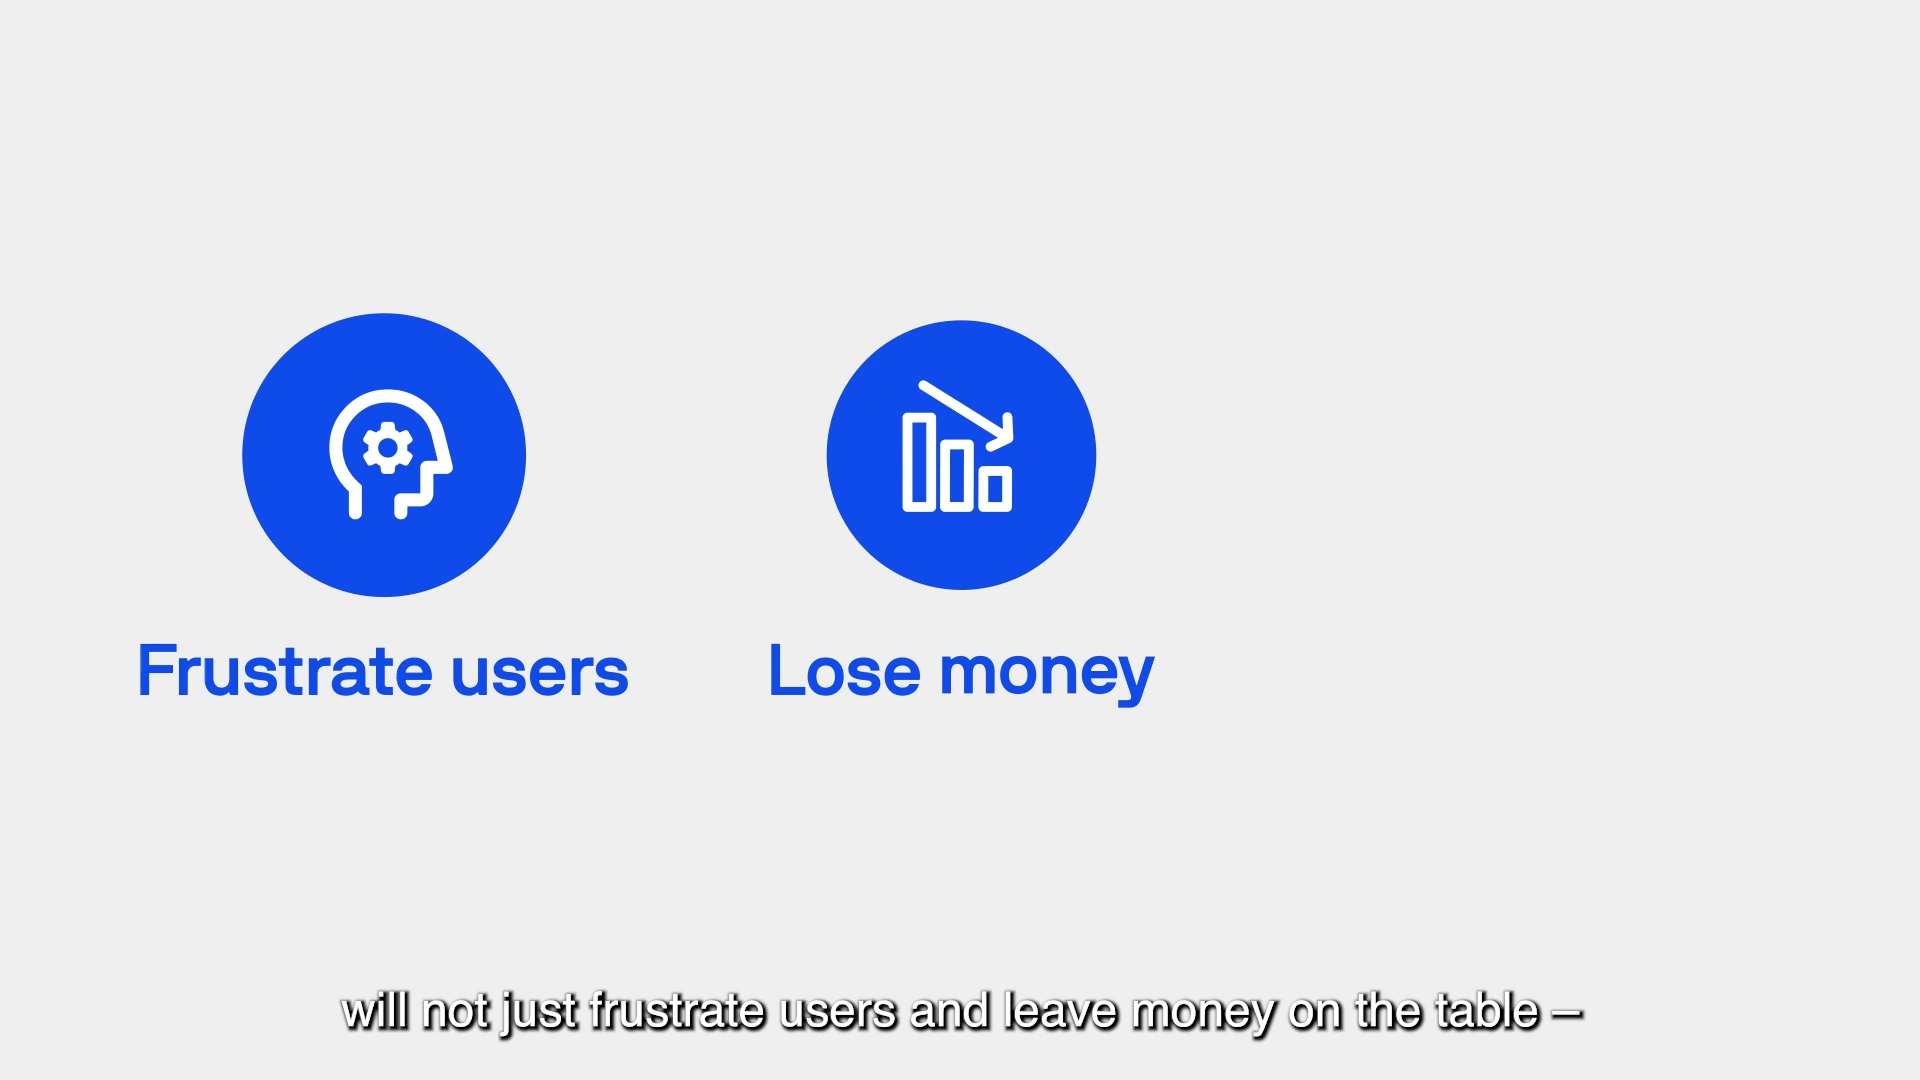 Frustrate users
Lose money
will not just frustrate users and leave money on the table –